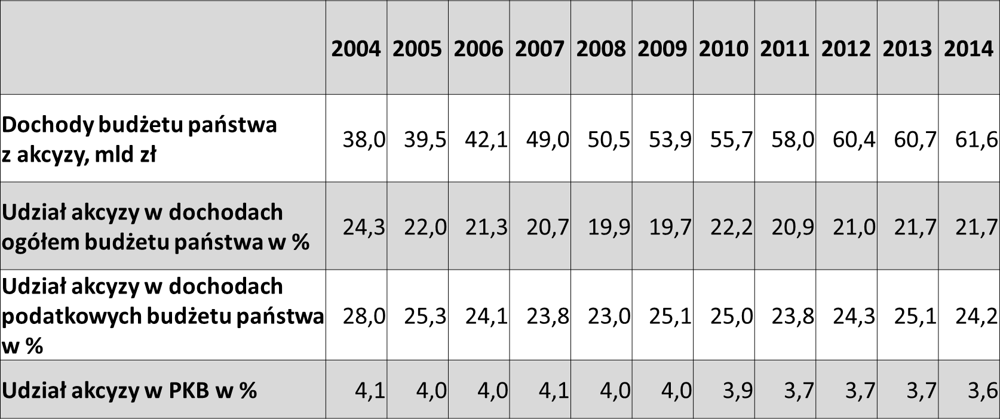 2004 2005 2006 2007 2008 2009 2010 2011 2012 2013 2014
Dochody budżetu państwa
z akcyzy, mld zł
38,0 39,5 42,1 49,0 50,5 53,9 55,7 58,0 60,4 60,7 61,6
Udział akcyzy w dochodach
ogółem budżetu państwa w %
24,3 22,0 21,3 20,7 19,9 19,7 22,2 20,9 21,0 21,7 21,7
Udział akcyzy w dochodach
podatkowych budżetu państwa
w %
28,0 25,3 24,1 23,8 23,0 25,1 25,0 23,8 24,3 25,1 24,2
Udział akcyzy w PKB w % 4,1 4,0 4,0 4,1 4,0 4,0 3,9 3,7 3,7 3,7 3,6